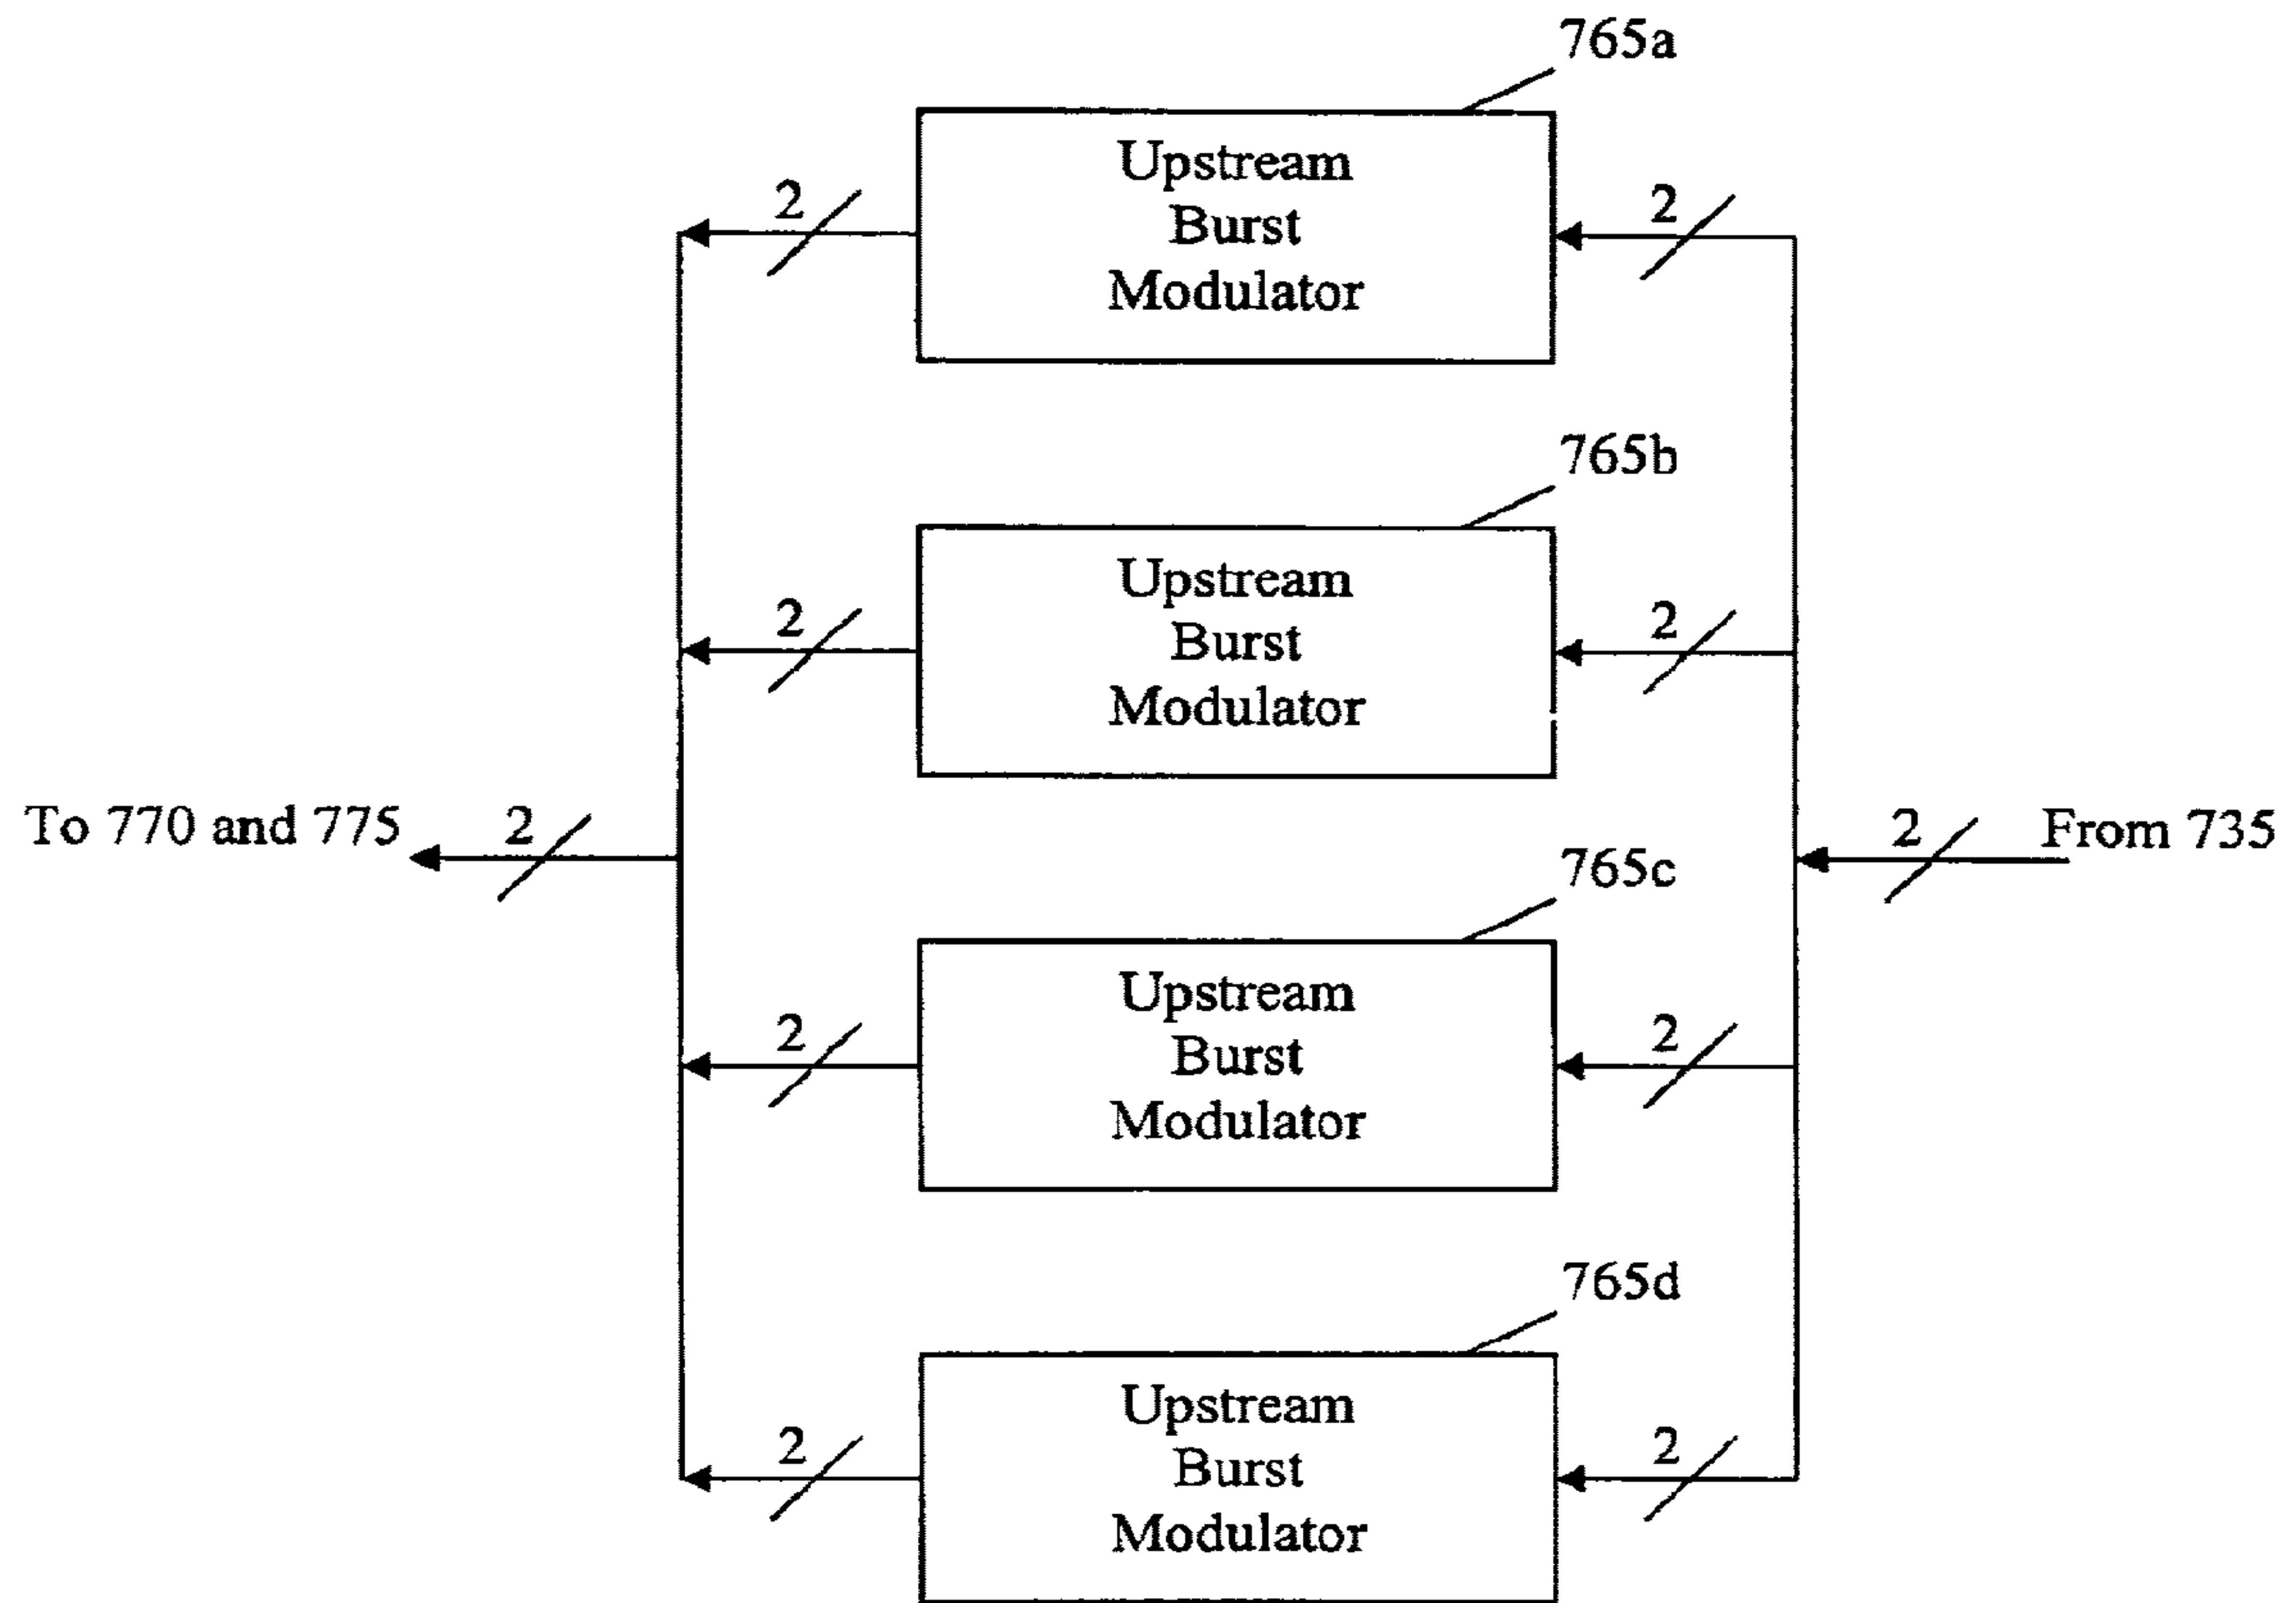 765a
Upstream
Burst
Modulator
2
2
765b
Upstream
Burst
Modulator
2
2
To 770 and 775
2
2
From 735
765c
Upstream
Burst
Modulator
2
2
765d
Upstream
Burst
Modulator
2
2